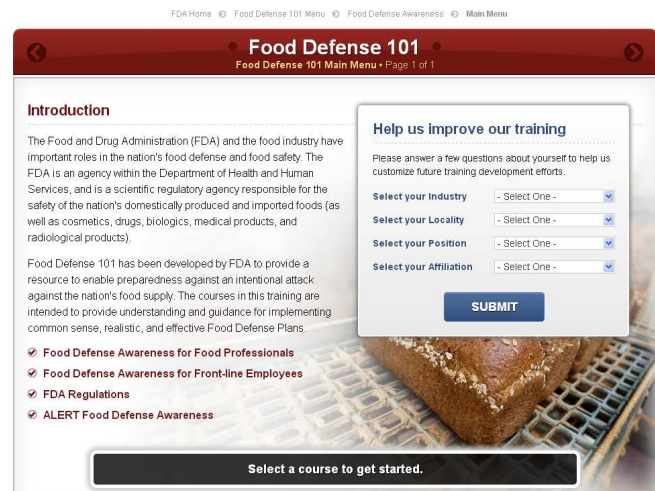 FDA Home Food Defense 101 Menu Food Defense Awareness Main Menu
Food Defense 101
Food Defense 101 Main Menu • Page 1 of 1
Introduction
The Food and Drug Administration (FDA) and the food industry have
important roles in the nation's food defense and food safety. The
FDA is an agency within the Department of Health and Human
Services, and is a scientific regulatory agency responsible for the
safety of the nation's domestically produced and imported foods (as
well as cosmetics, drugs, biologics, medical products, and
radiological products).
Food Defense 101 has been developed by FDA to provide a
resource to enable preparedness against an intentional attack
against the nation's food supply. The courses in this training are
intended to provide understanding and guidance for implementing
common sense, realistic, and effective Food Defense Plans.
Food Defense Awareness for Food Professionals
Food Defense Awareness for Front-line Employees
FDA Regulations
ALERT Food Defense Awareness
Help us improve our training
Please answer a few questions about yourself to help us
customize future training development efforts.
Select your Industry - Select One -
Select your Locality - Select One -
Select your Position - Select One -
Select your Affiliation - Select One -
SUBMIT
Select a course to get started.